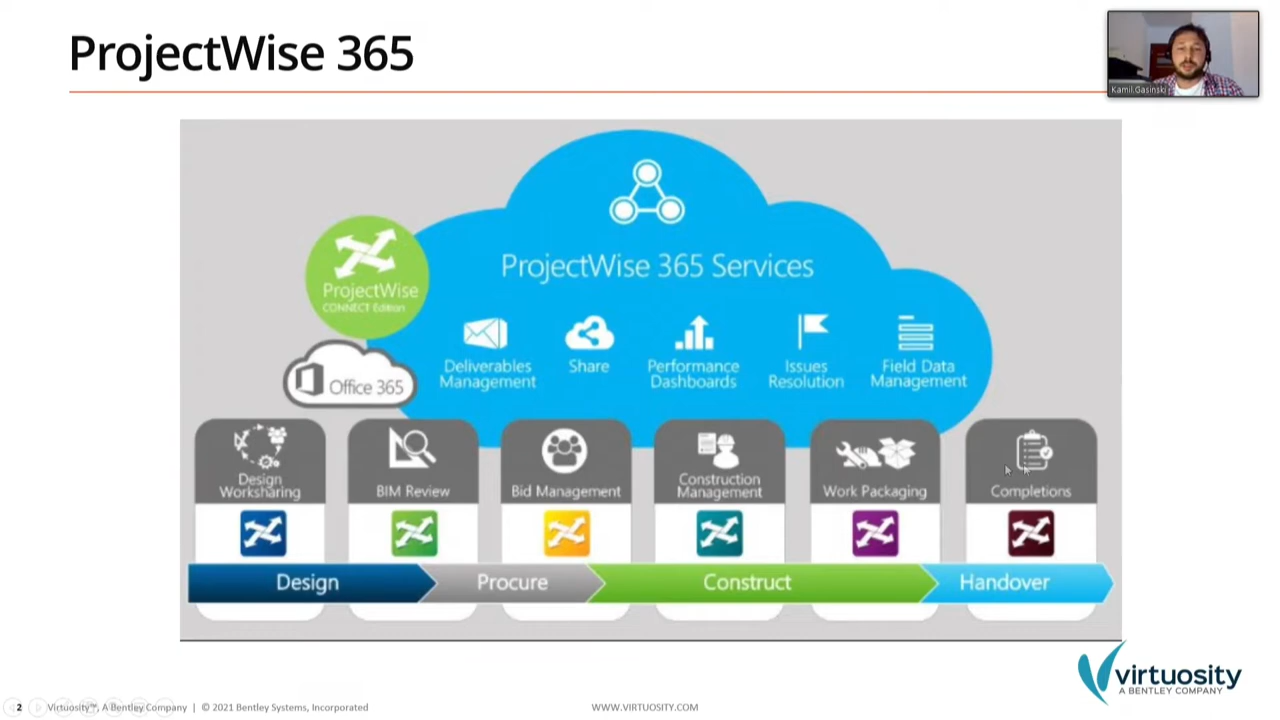 ProjectWise 365
Kamil.Gasinski
ProjectWise 365 Services
ProjectWise
CONNECT Edition
Office 365
Deliverables
Management
Share
Performance
Dashboards
Issues
Resolution
Field Data
Management
Design
Worksharing
BIM Review
Bid Management
Construction
Management
Work Packaging
Completions
Design
Procure
Construct
Handover
virtuosity
A BENTLEY COMPANY
2
Virtuosity™, A Bentley Company | © 2021 Bentley Systems, Incorporated
WWW.VIRTUOSITY.COM